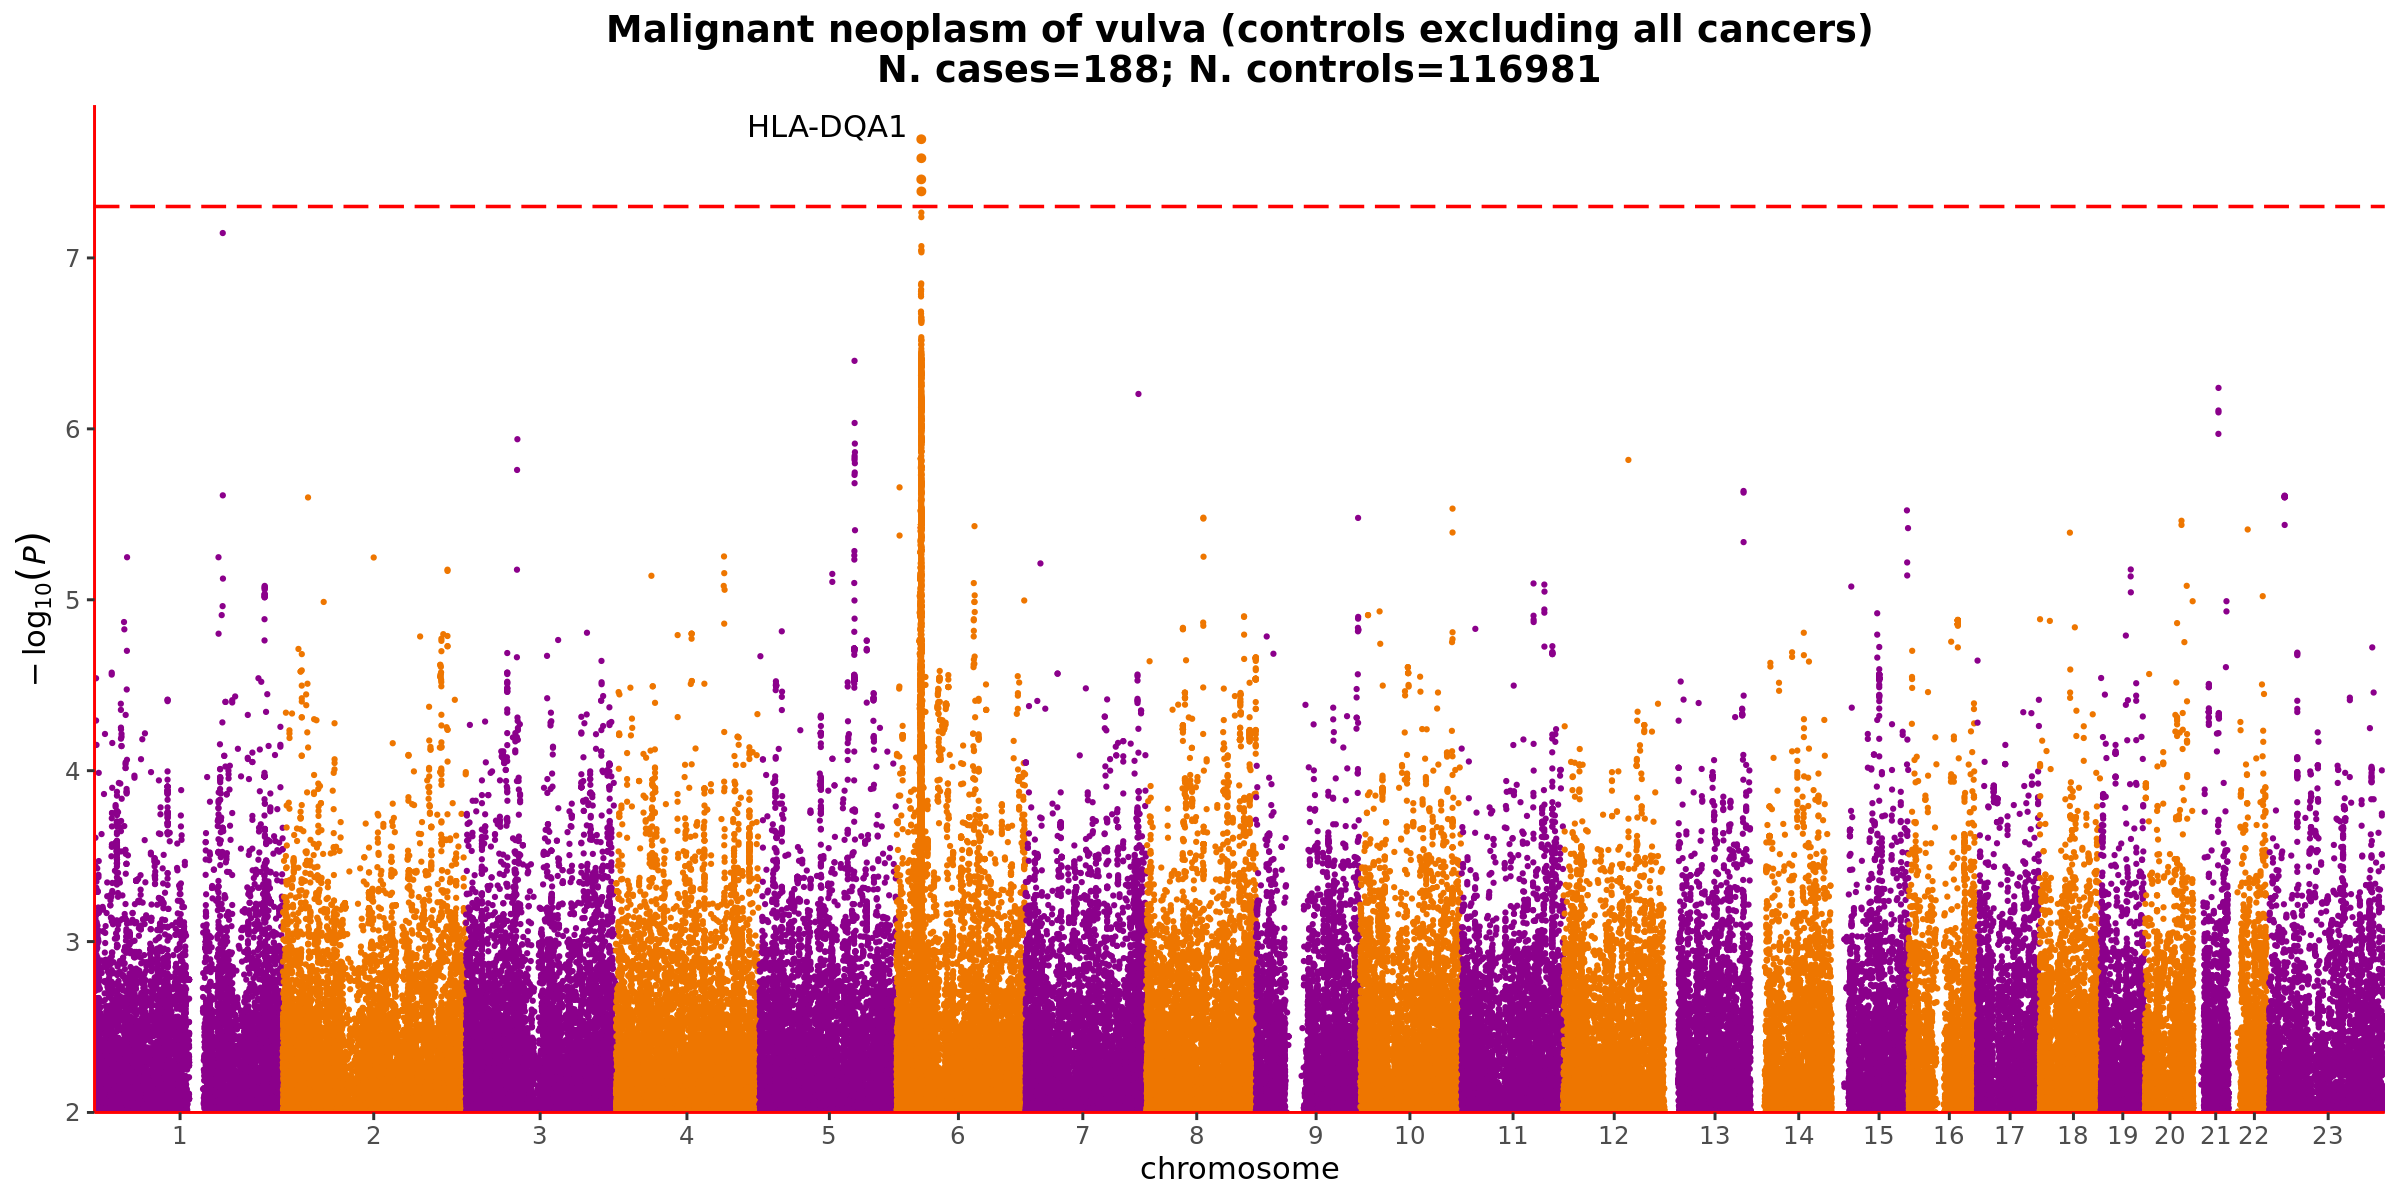 Malignant neoplasm of vulva (controls excluding all cancers)
N. cases=188; N. controls=116981
HLA-DQA1
7
6
5
4
3
2
− log₁₀(P)
1 2 3 4 5 6 7 8 9 10 11 12 13 14 15 16 17 18 19 20 21 22 23
chromosome